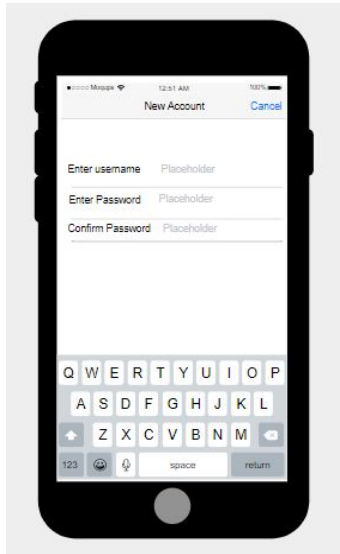 Moqups 12:51 AM 100%
New Account Cancel
Enter username Placeholder
Enter Password Placeholder
Confirm Password Placeholder
Q W E R T Y U I O P
A S D F G H J K L
Z X C V B N M
123 space return